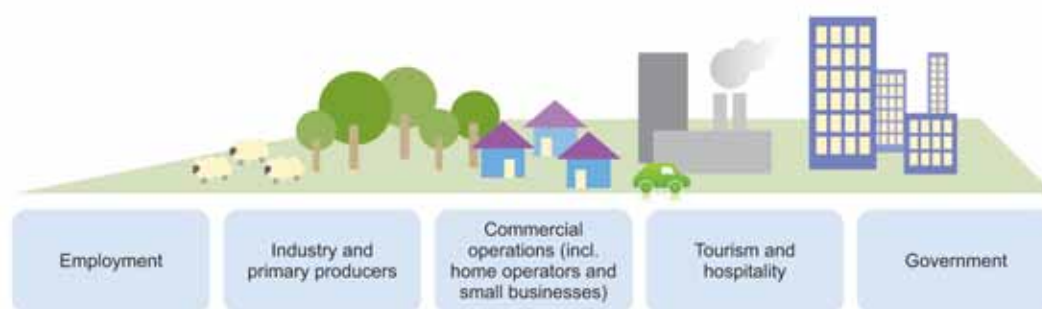 Employment
Industry and
primary producers
Commercial
operations (incl.
home operators and
small businesses)
Tourism and
hospitality
Government